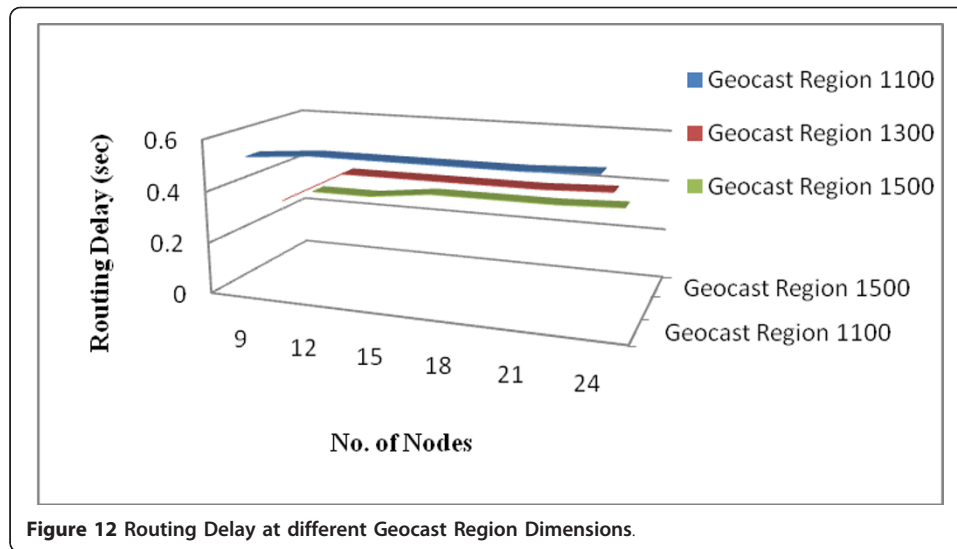 Geocast Region 1100
Geocast Region 1300
Geocast Region 1500
Routing Delay (sec)
0.6
0.4
0.2
0
9
12
15
18
21
24
Geocast Region 1500
Geocast Region 1100
No. of Nodes
Figure 12 Routing Delay at different Geocast Region Dimensions.